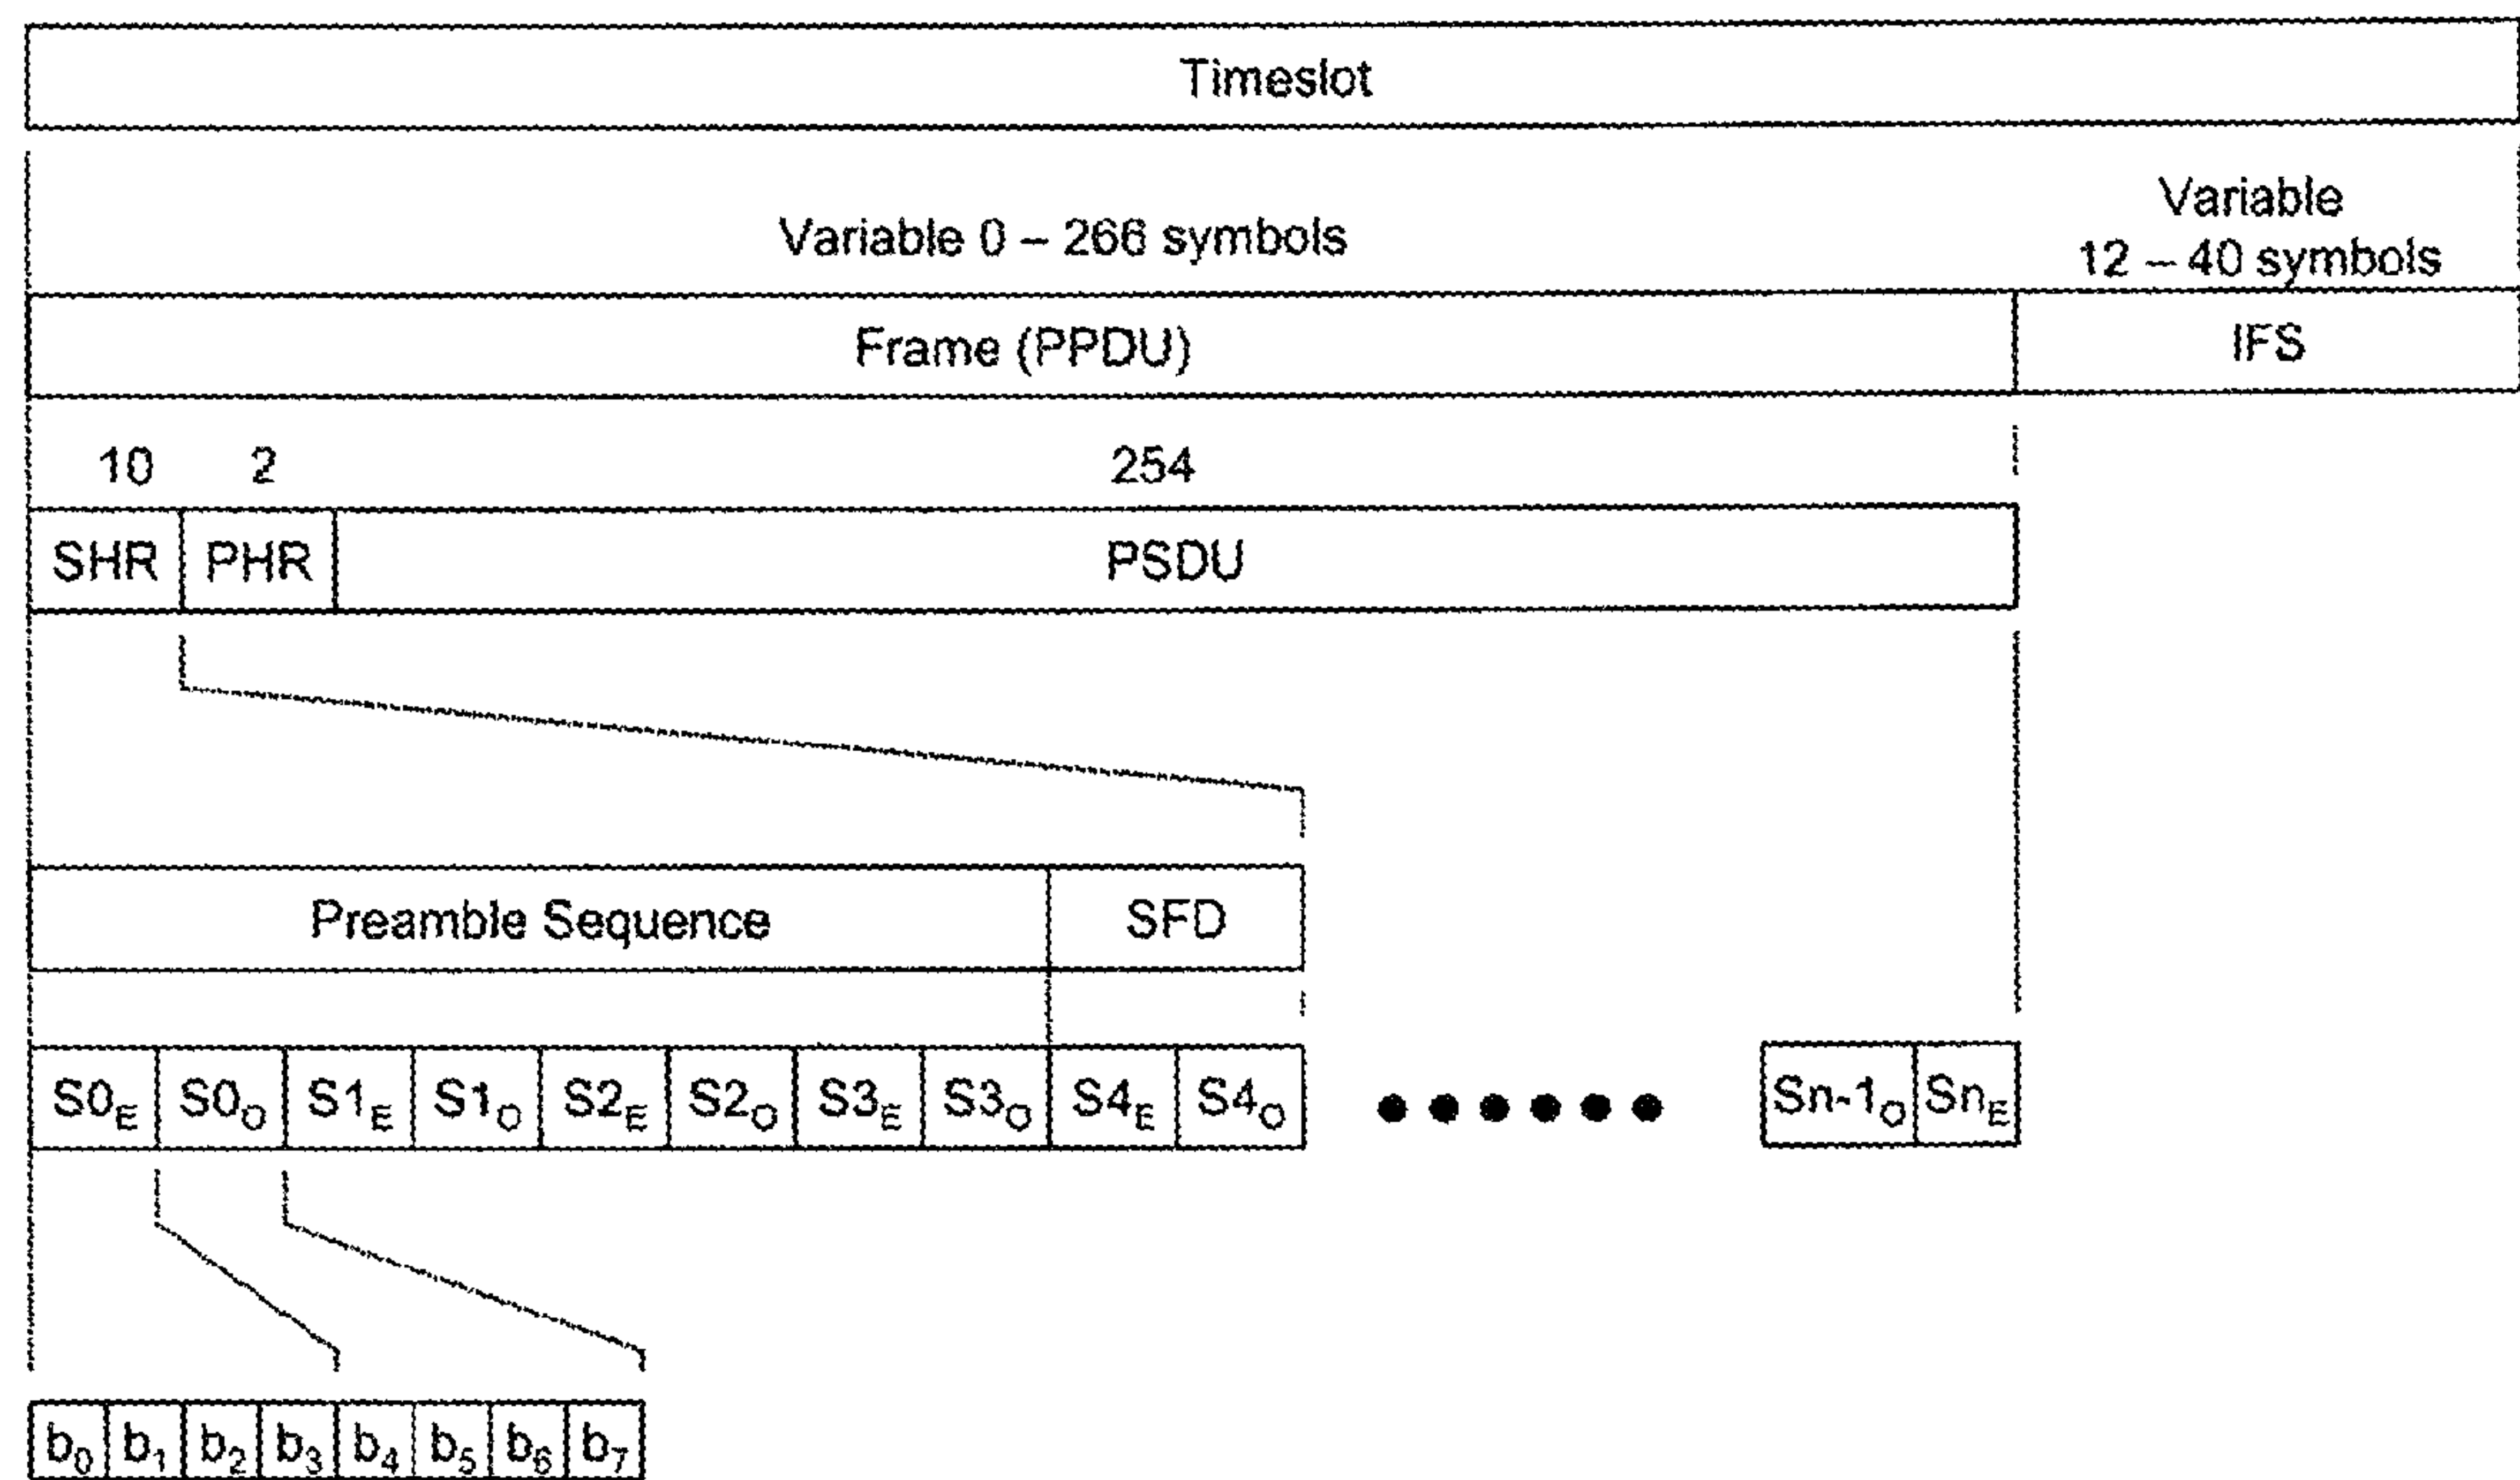 Timeslot
Variable 0 – 266 symbols
Variable
12 – 40 symbols
Frame (PPDU)
IFS
10 2 254
SHR PHR PSDU
Preamble Sequence SFD
S0E S0O S1E S1O S2E S2O S3E S3O S4E S4O ●●●●●● Sn-1O SnE
b0 b1 b2 b3 b4 b5 b6 b7